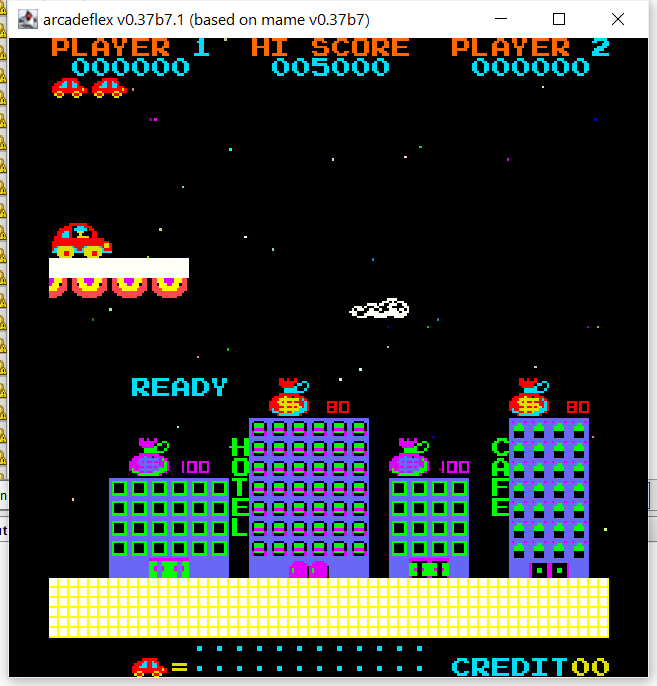 arcadeflex v0.37b7.1 (based on mame v0.37b7)
PLAYER 1 HI SCORE PLAYER 2
000000 005000 000000
READY
80 80
100 100
HOTEL
CAFE
= CREDIT00